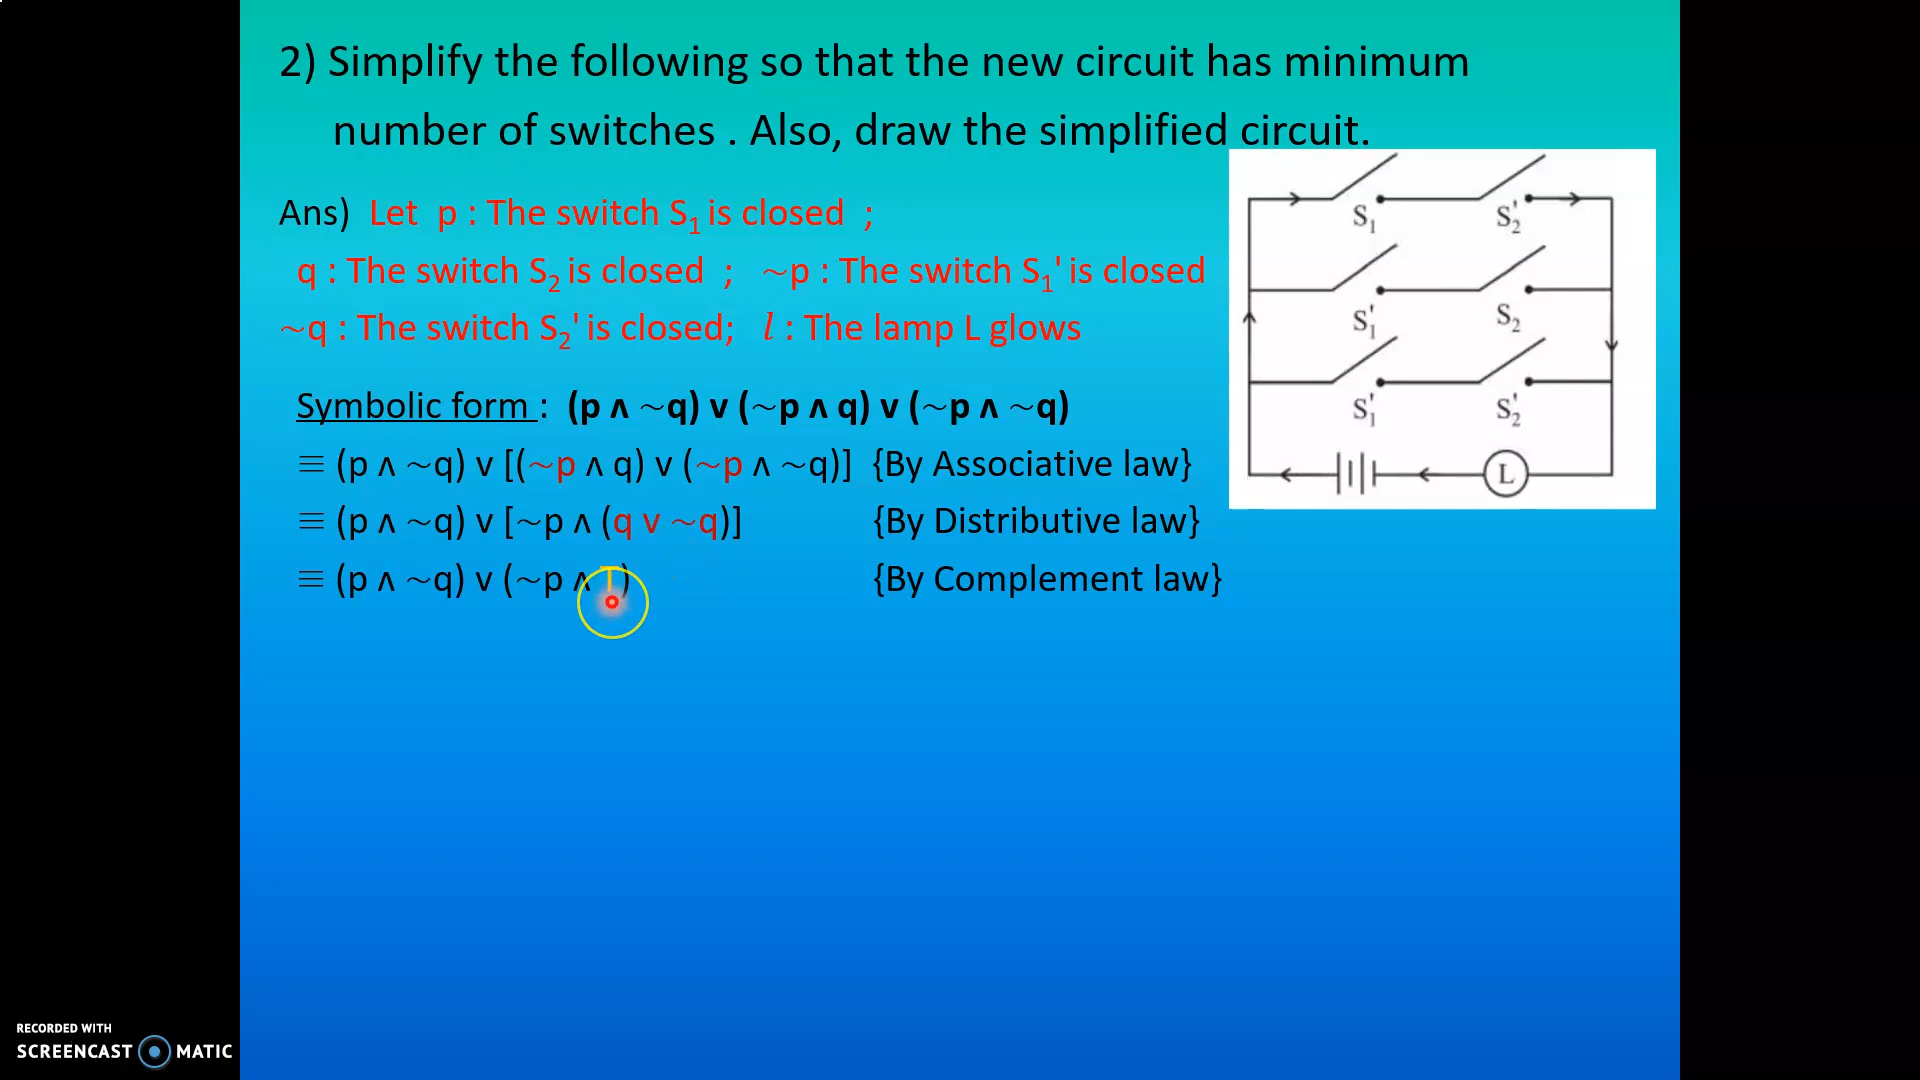 2) Simplify the following so that the new circuit has minimum
number of switches . Also, draw the simplified circuit.
Ans) Let p : The switch S₁ is closed ;
q : The switch S₂ is closed ; ~p : The switch S₁' is closed
~q : The switch S₂' is closed; l : The lamp L glows
Symbolic form : (p ʌ ~q) v (~p ʌ q) v (~p ʌ ~q)
≡ (p ʌ ~q) v [(~p ʌ q) v (~p ʌ ~q)] {By Associative law}
≡ (p ʌ ~q) v [~p ʌ (q v ~q)] {By Distributive law}
≡ (p ʌ ~q) v (~p ʌ T) {By Complement law}
S₁ S₂'
S₁' S₂
S₁' S₂'
L
RECORDED WITH
SCREENCAST MATIC